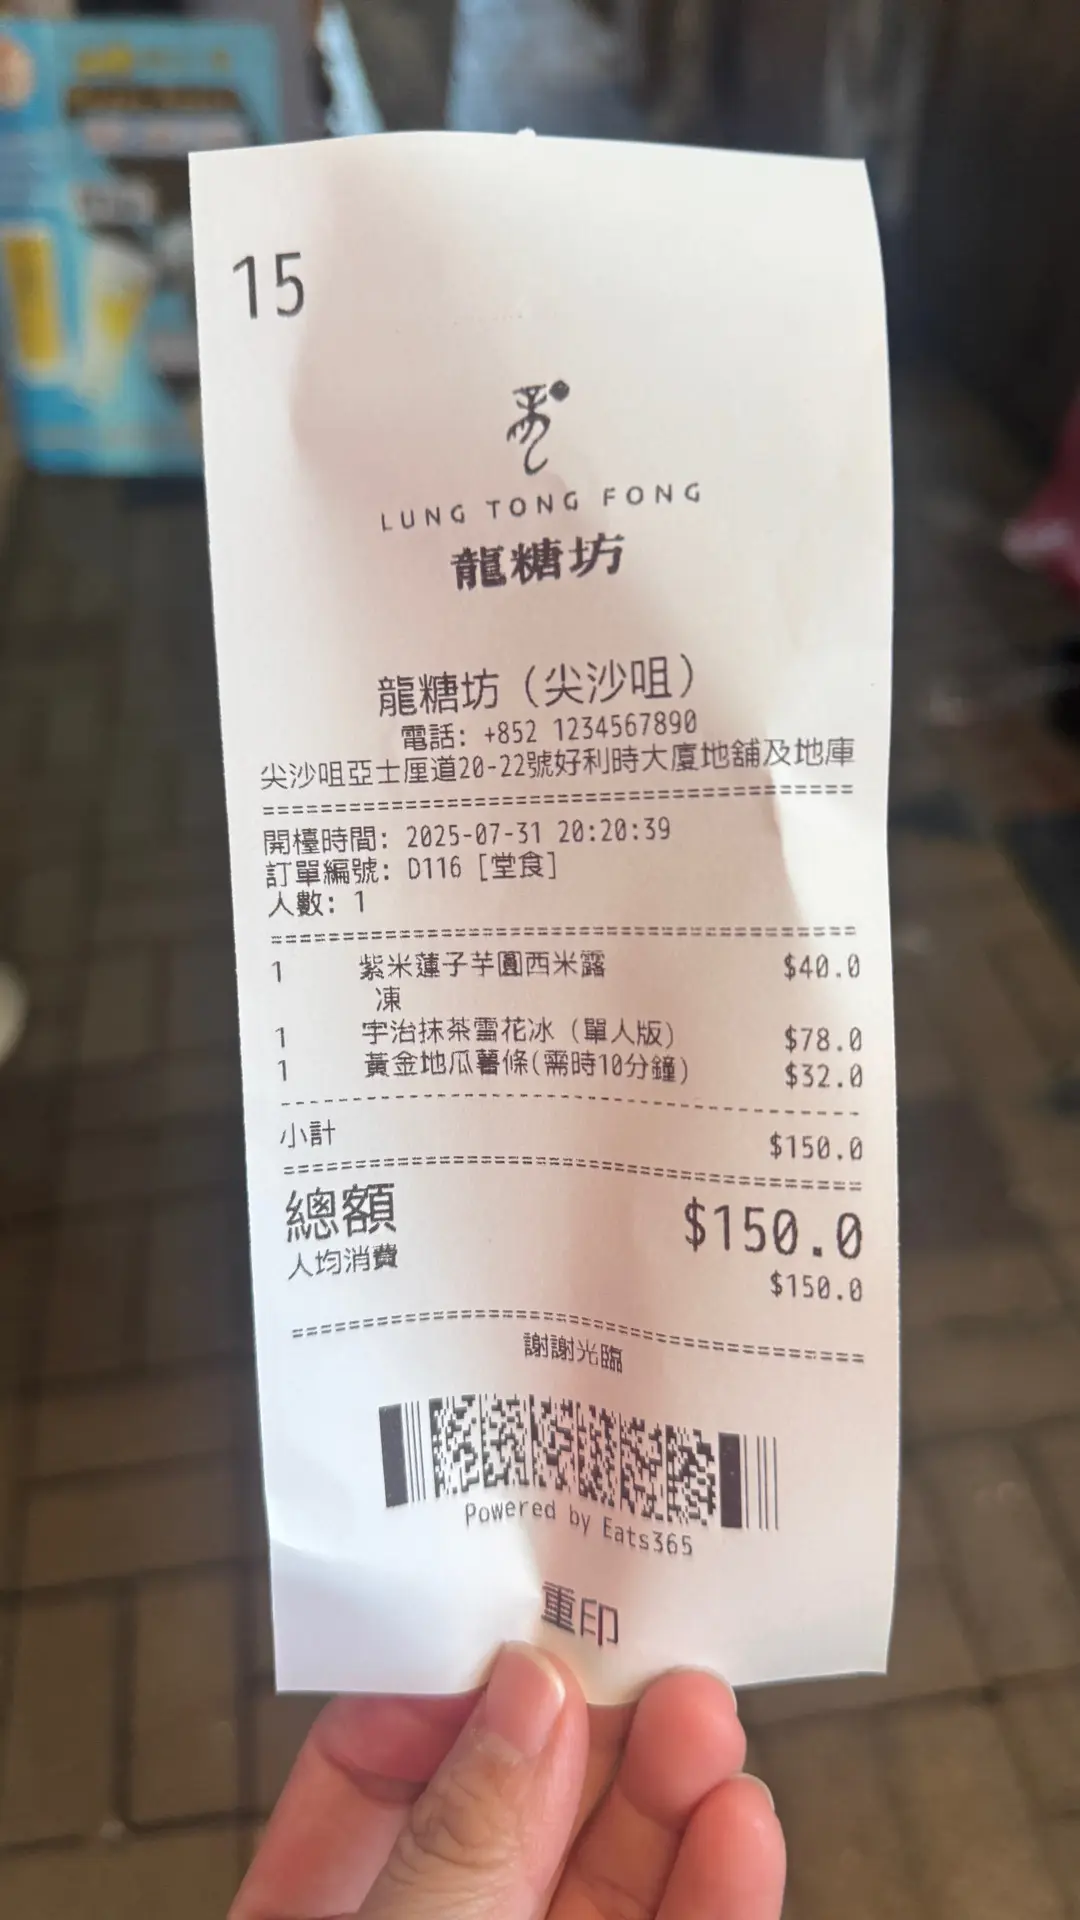 15
LUNG TONG FONG
龍糖坊
龍糖坊（尖沙咀）
電話: +852 1234567890
尖沙咀亞士厘道20-22號好利時大廈地舖及地庫
開檯時間: 2025-07-31 20:20:39
訂單編號: D116 [堂食]
人數: 1
1 紫米蓮子芋圓西米露 $40.0
凍
1 宇治抹茶雪花冰（單人版） $78.0
1 黃金地瓜薯條(需時10分鐘) $32.0
小計 $150.0
總額 $150.0
人均消費 $150.0
謝謝光臨
Powered by Eats365
重印